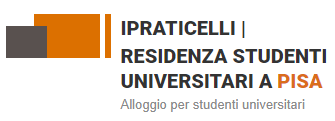 IPRATICELLI |
RESIDENZA STUDENTI
UNIVERSITARI A PISA
Alloggio per studenti universitari